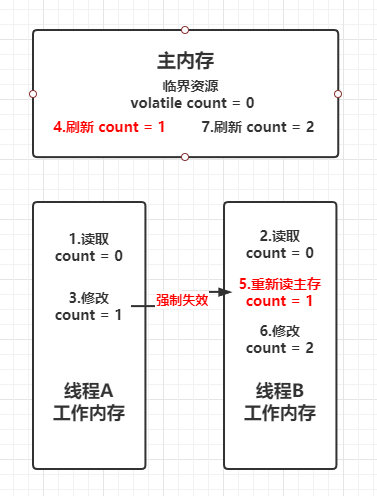 主内存
临界资源
volatile count = 0
4.刷新 count = 1 7.刷新 count = 2
1.读取
count = 0
2.读取
count = 0
3.修改
count = 1
强制失效
5.重新读主存
count = 1
6.修改
count = 2
线程A
工作内存
线程B
工作内存